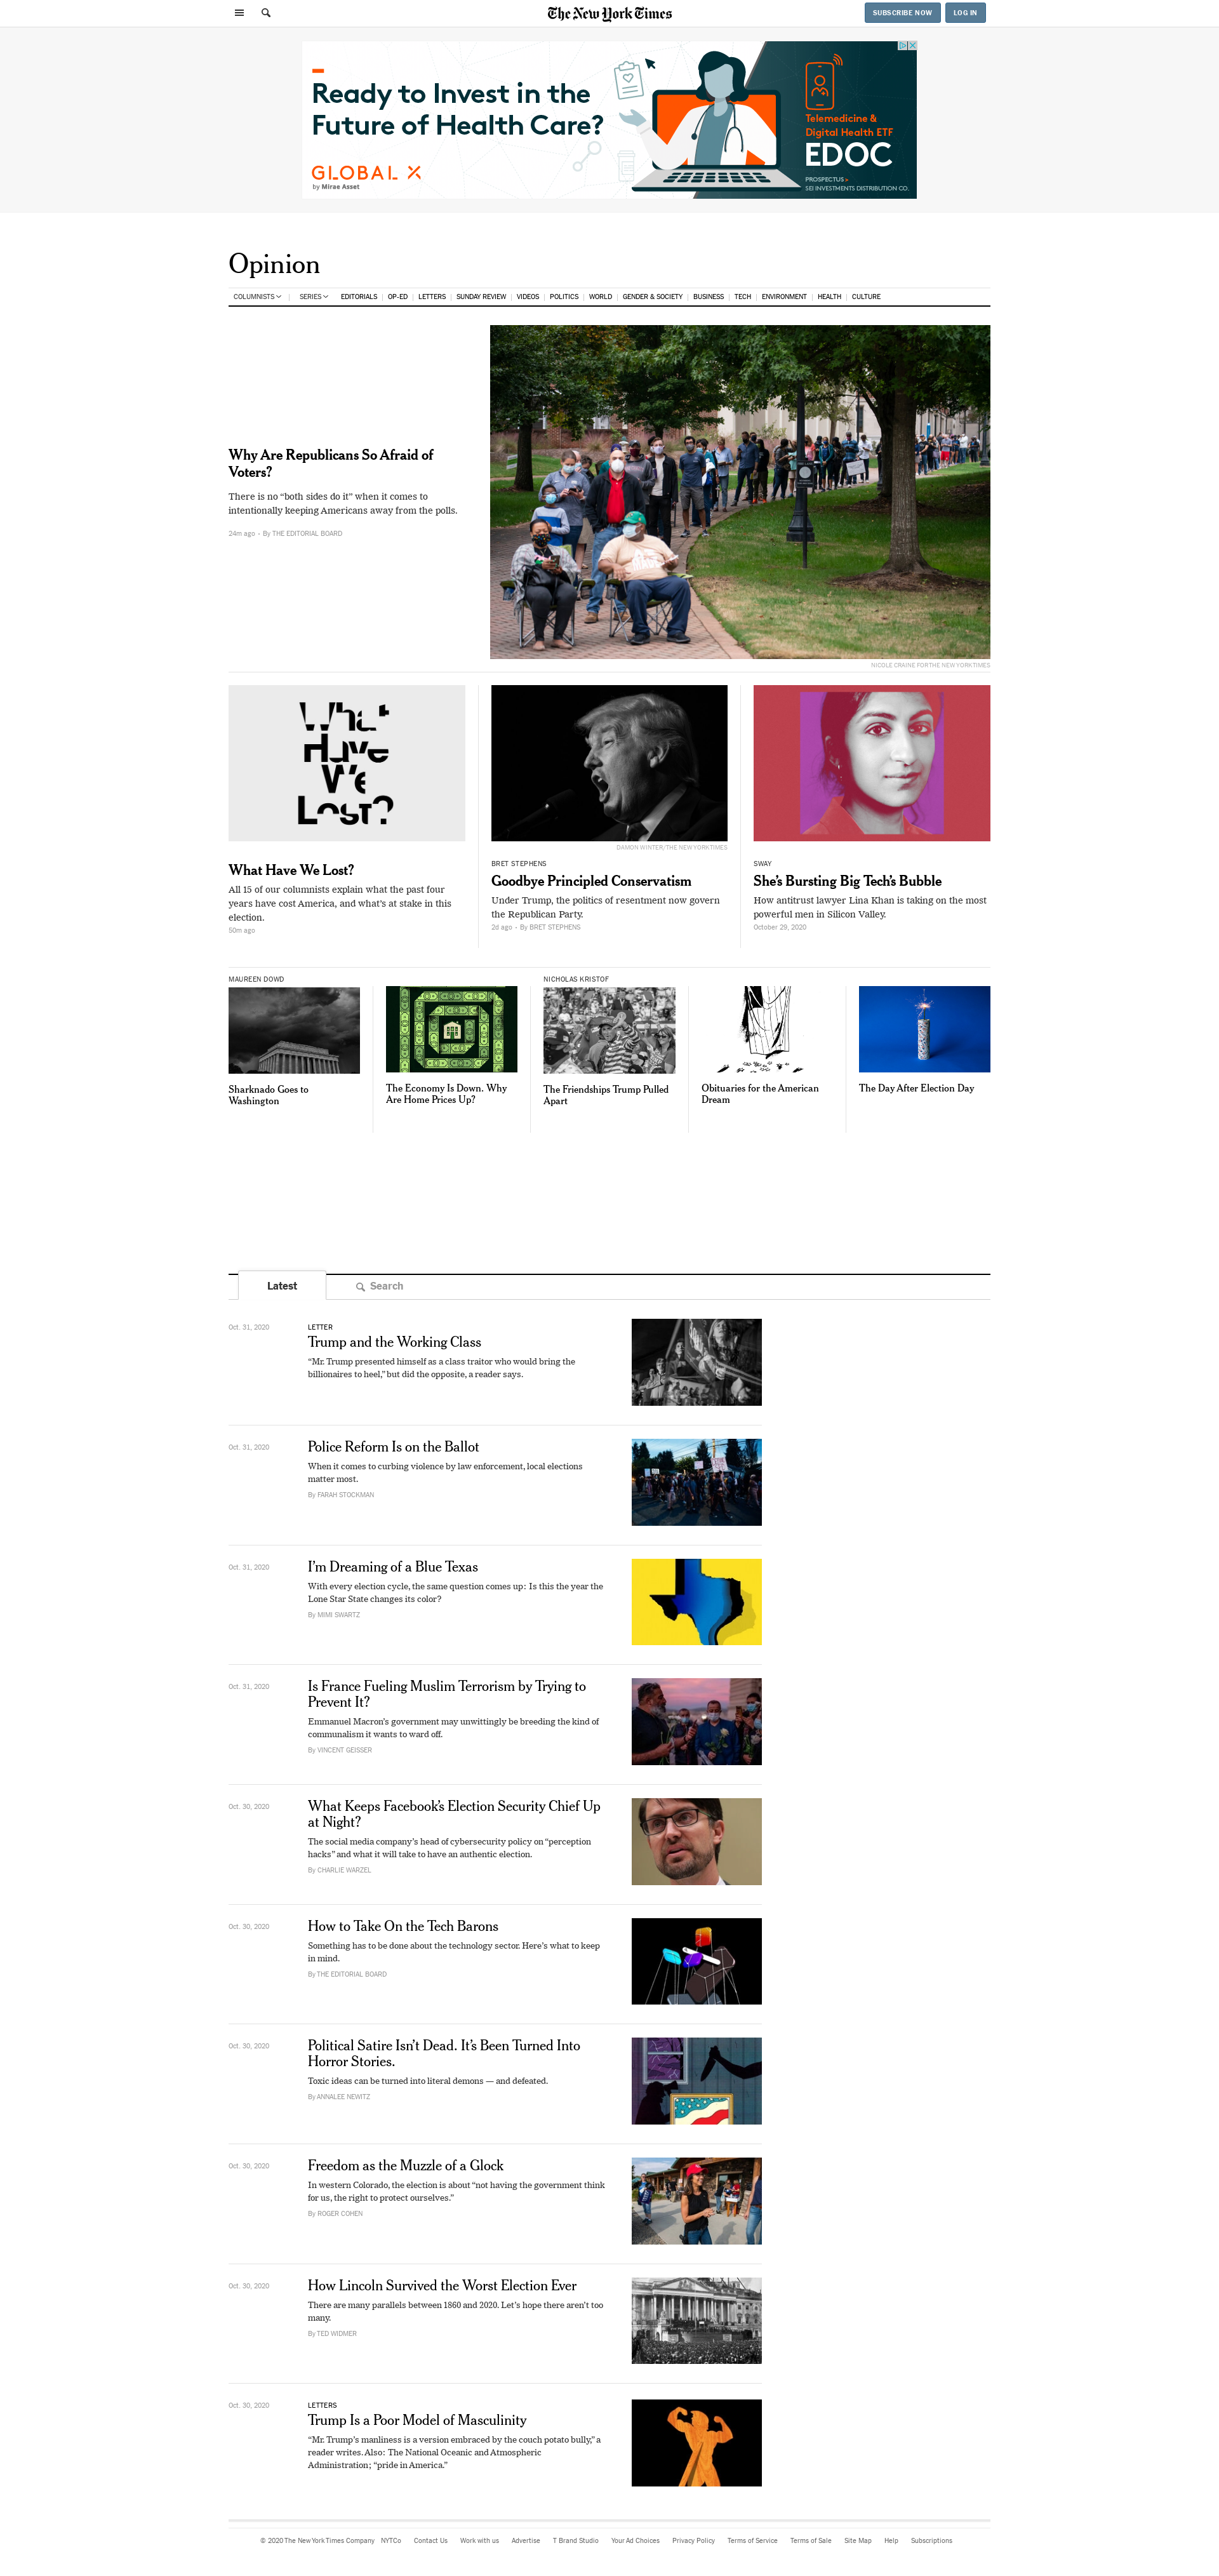 The New York Times
SUBSCRIBE NOW
LOG IN
Ready to Invest in the
Future of Health Care?
GLOBAL X
by Mirae Asset
Telemedicine &
Digital Health ETF
EDOC
PROSPECTUS >
SEI INVESTMENTS DISTRIBUTION CO.
Opinion
COLUMNISTS | SERIES EDITORIALS | OP-ED | LETTERS | SUNDAY REVIEW | VIDEOS | POLITICS | WORLD | GENDER & SOCIETY | BUSINESS | TECH | ENVIRONMENT | HEALTH | CULTURE
Why Are Republicans So Afraid of
Voters?
There is no “both sides do it” when it comes to
intentionally keeping Americans away from the polls.
24m ago - By THE EDITORIAL BOARD
NICOLE CRAINE FOR THE NEW YORK TIMES
What
Have
We
Lost?
What Have We Lost?
All 15 of our columnists explain what the past four
years have cost America, and what’s at stake in this
election.
50m ago
DAMON WINTER/THE NEW YORK TIMES
BRET STEPHENS
Goodbye Principled Conservatism
Under Trump, the politics of resentment now govern
the Republican Party.
2d ago - By BRET STEPHENS
SWAY
She’s Bursting Big Tech’s Bubble
How antitrust lawyer Lina Khan is taking on the most
powerful men in Silicon Valley.
October 29, 2020
MAUREEN DOWD
Sharknado Goes to
Washington
The Economy Is Down. Why
Are Home Prices Up?
NICHOLAS KRISTOF
The Friendships Trump Pulled
Apart
Obituaries for the American
Dream
The Day After Election Day
Latest
Search
Oct. 31, 2020
LETTER
Trump and the Working Class
“Mr. Trump presented himself as a class traitor who would bring the
billionaires to heel,” but did the opposite, a reader says.
Oct. 31, 2020
Police Reform Is on the Ballot
When it comes to curbing violence by law enforcement, local elections
matter most.
By FARAH STOCKMAN
Oct. 31, 2020
I’m Dreaming of a Blue Texas
With every election cycle, the same question comes up: Is this the year the
Lone Star State changes its color?
By MIMI SWARTZ
Oct. 31, 2020
Is France Fueling Muslim Terrorism by Trying to
Prevent It?
Emmanuel Macron’s government may unwittingly be breeding the kind of
communalism it wants to ward off.
By VINCENT GEISSER
Oct. 30, 2020
What Keeps Facebook’s Election Security Chief Up
at Night?
The social media company’s head of cybersecurity policy on “perception
hacks” and what it will take to have an authentic election.
By CHARLIE WARZEL
Oct. 30, 2020
How to Take On the Tech Barons
Something has to be done about the technology sector. Here’s what to keep
in mind.
By THE EDITORIAL BOARD
Oct. 30, 2020
Political Satire Isn’t Dead. It’s Been Turned Into
Horror Stories.
Toxic ideas can be turned into literal demons — and defeated.
By ANNALEE NEWITZ
Oct. 30, 2020
Freedom as the Muzzle of a Glock
In western Colorado, the election is about “not having the government think
for us, the right to protect ourselves.”
By ROGER COHEN
Oct. 30, 2020
How Lincoln Survived the Worst Election Ever
There are many parallels between 1860 and 2020. Let’s hope there aren’t too
many.
By TED WIDMER
Oct. 30, 2020
LETTERS
Trump Is a Poor Model of Masculinity
“Mr. Trump’s manliness is a version embraced by the couch potato bully,” a
reader writes. Also: The National Oceanic and Atmospheric
Administration; “pride in America.”
© 2020 The New York Times Company NYTCo Contact Us Work with us Advertise T Brand Studio Your Ad Choices Privacy Policy Terms of Service Terms of Sale Site Map Help Subscriptions